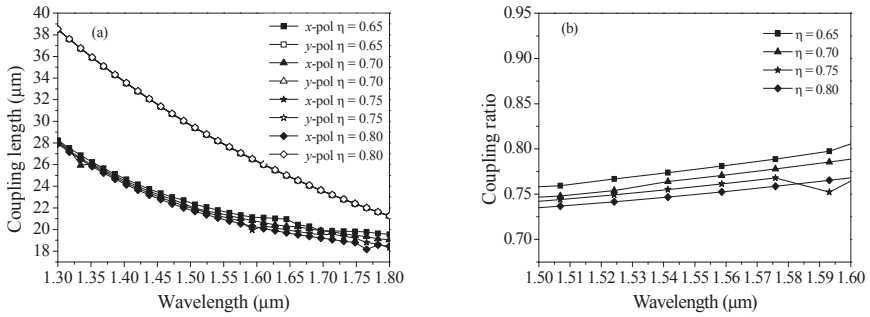 (a)
x-pol η = 0.65
y-pol η = 0.65
x-pol η = 0.70
y-pol η = 0.70
x-pol η = 0.75
y-pol η = 0.75
x-pol η = 0.80
y-pol η = 0.80
Coupling length (μm)
40
38
36
34
32
30
28
26
24
22
20
18
1.30 1.35 1.40 1.45 1.50 1.55 1.60 1.65 1.70 1.75 1.80
Wavelength (μm)
(b)
η = 0.65
η = 0.70
η = 0.75
η = 0.80
Coupling ratio
0.95
0.90
0.85
0.80
0.75
0.70
1.50 1.51 1.52 1.53 1.54 1.55 1.56 1.57 1.58 1.59 1.60
Wavelength (μm)